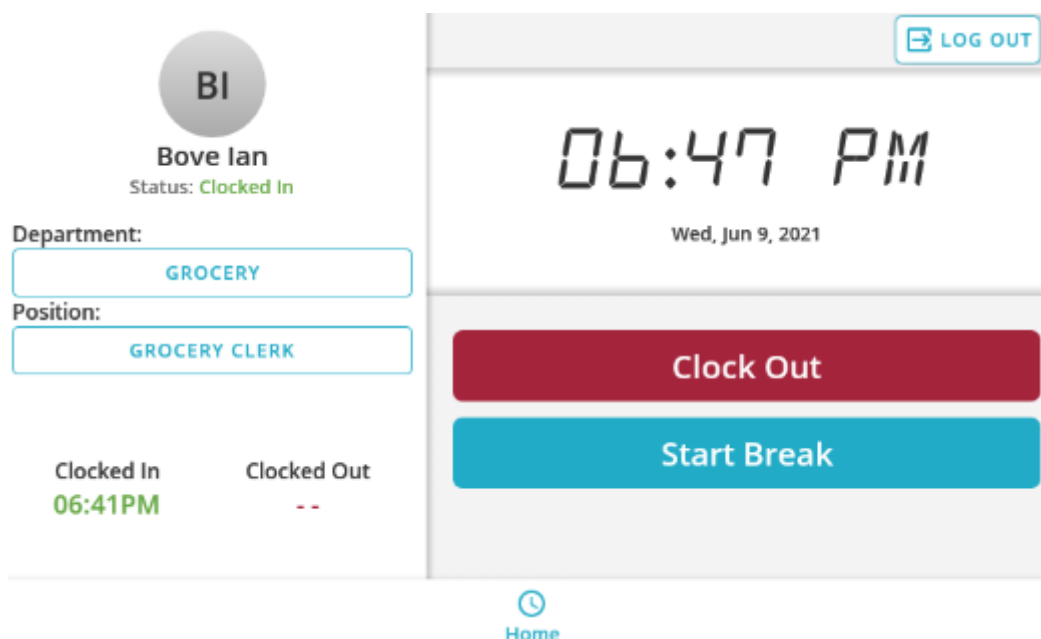 BI
Bove Ian
Status: Clocked In
Department:
GROCERY
Position:
GROCERY CLERK
Clocked In Clocked Out
06:41PM --
LOG OUT
06:47 PM
Wed, Jun 9, 2021
Clock Out
Start Break
Home